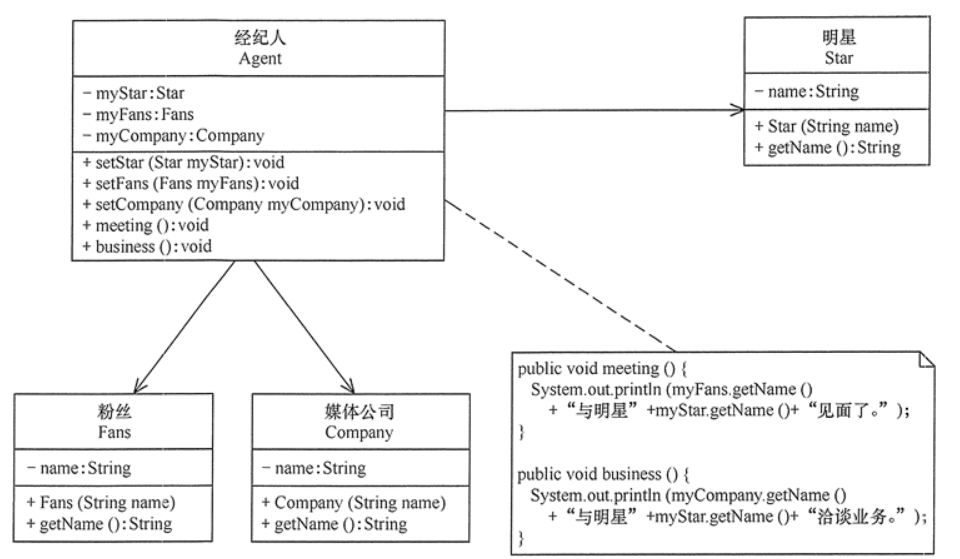 经纪人
Agent
- myStar:Star
- myFans:Fans
- myCompany:Company
+ setStar (Star myStar):void
+ setFans (Fans myFans):void
+ setCompany (Company myCompany):void
+ meeting ():void
+ business ():void
明星
Star
- name:String
+ Star (String name)
+ getName ():String
粉丝
Fans
- name:String
+ Fans (String name)
+ getName ():String
媒体公司
Company
- name:String
+ Company (String name)
+ getName ():String
public void meeting () {
System.out.println (myFans.getName ()
+ “与明星” +myStar.getName ()+ “见面了。” );
}
public void business () {
System.out.println (myCompany.getName ()
+ “与明星” +myStar.getName ()+ “洽谈业务。” );
}